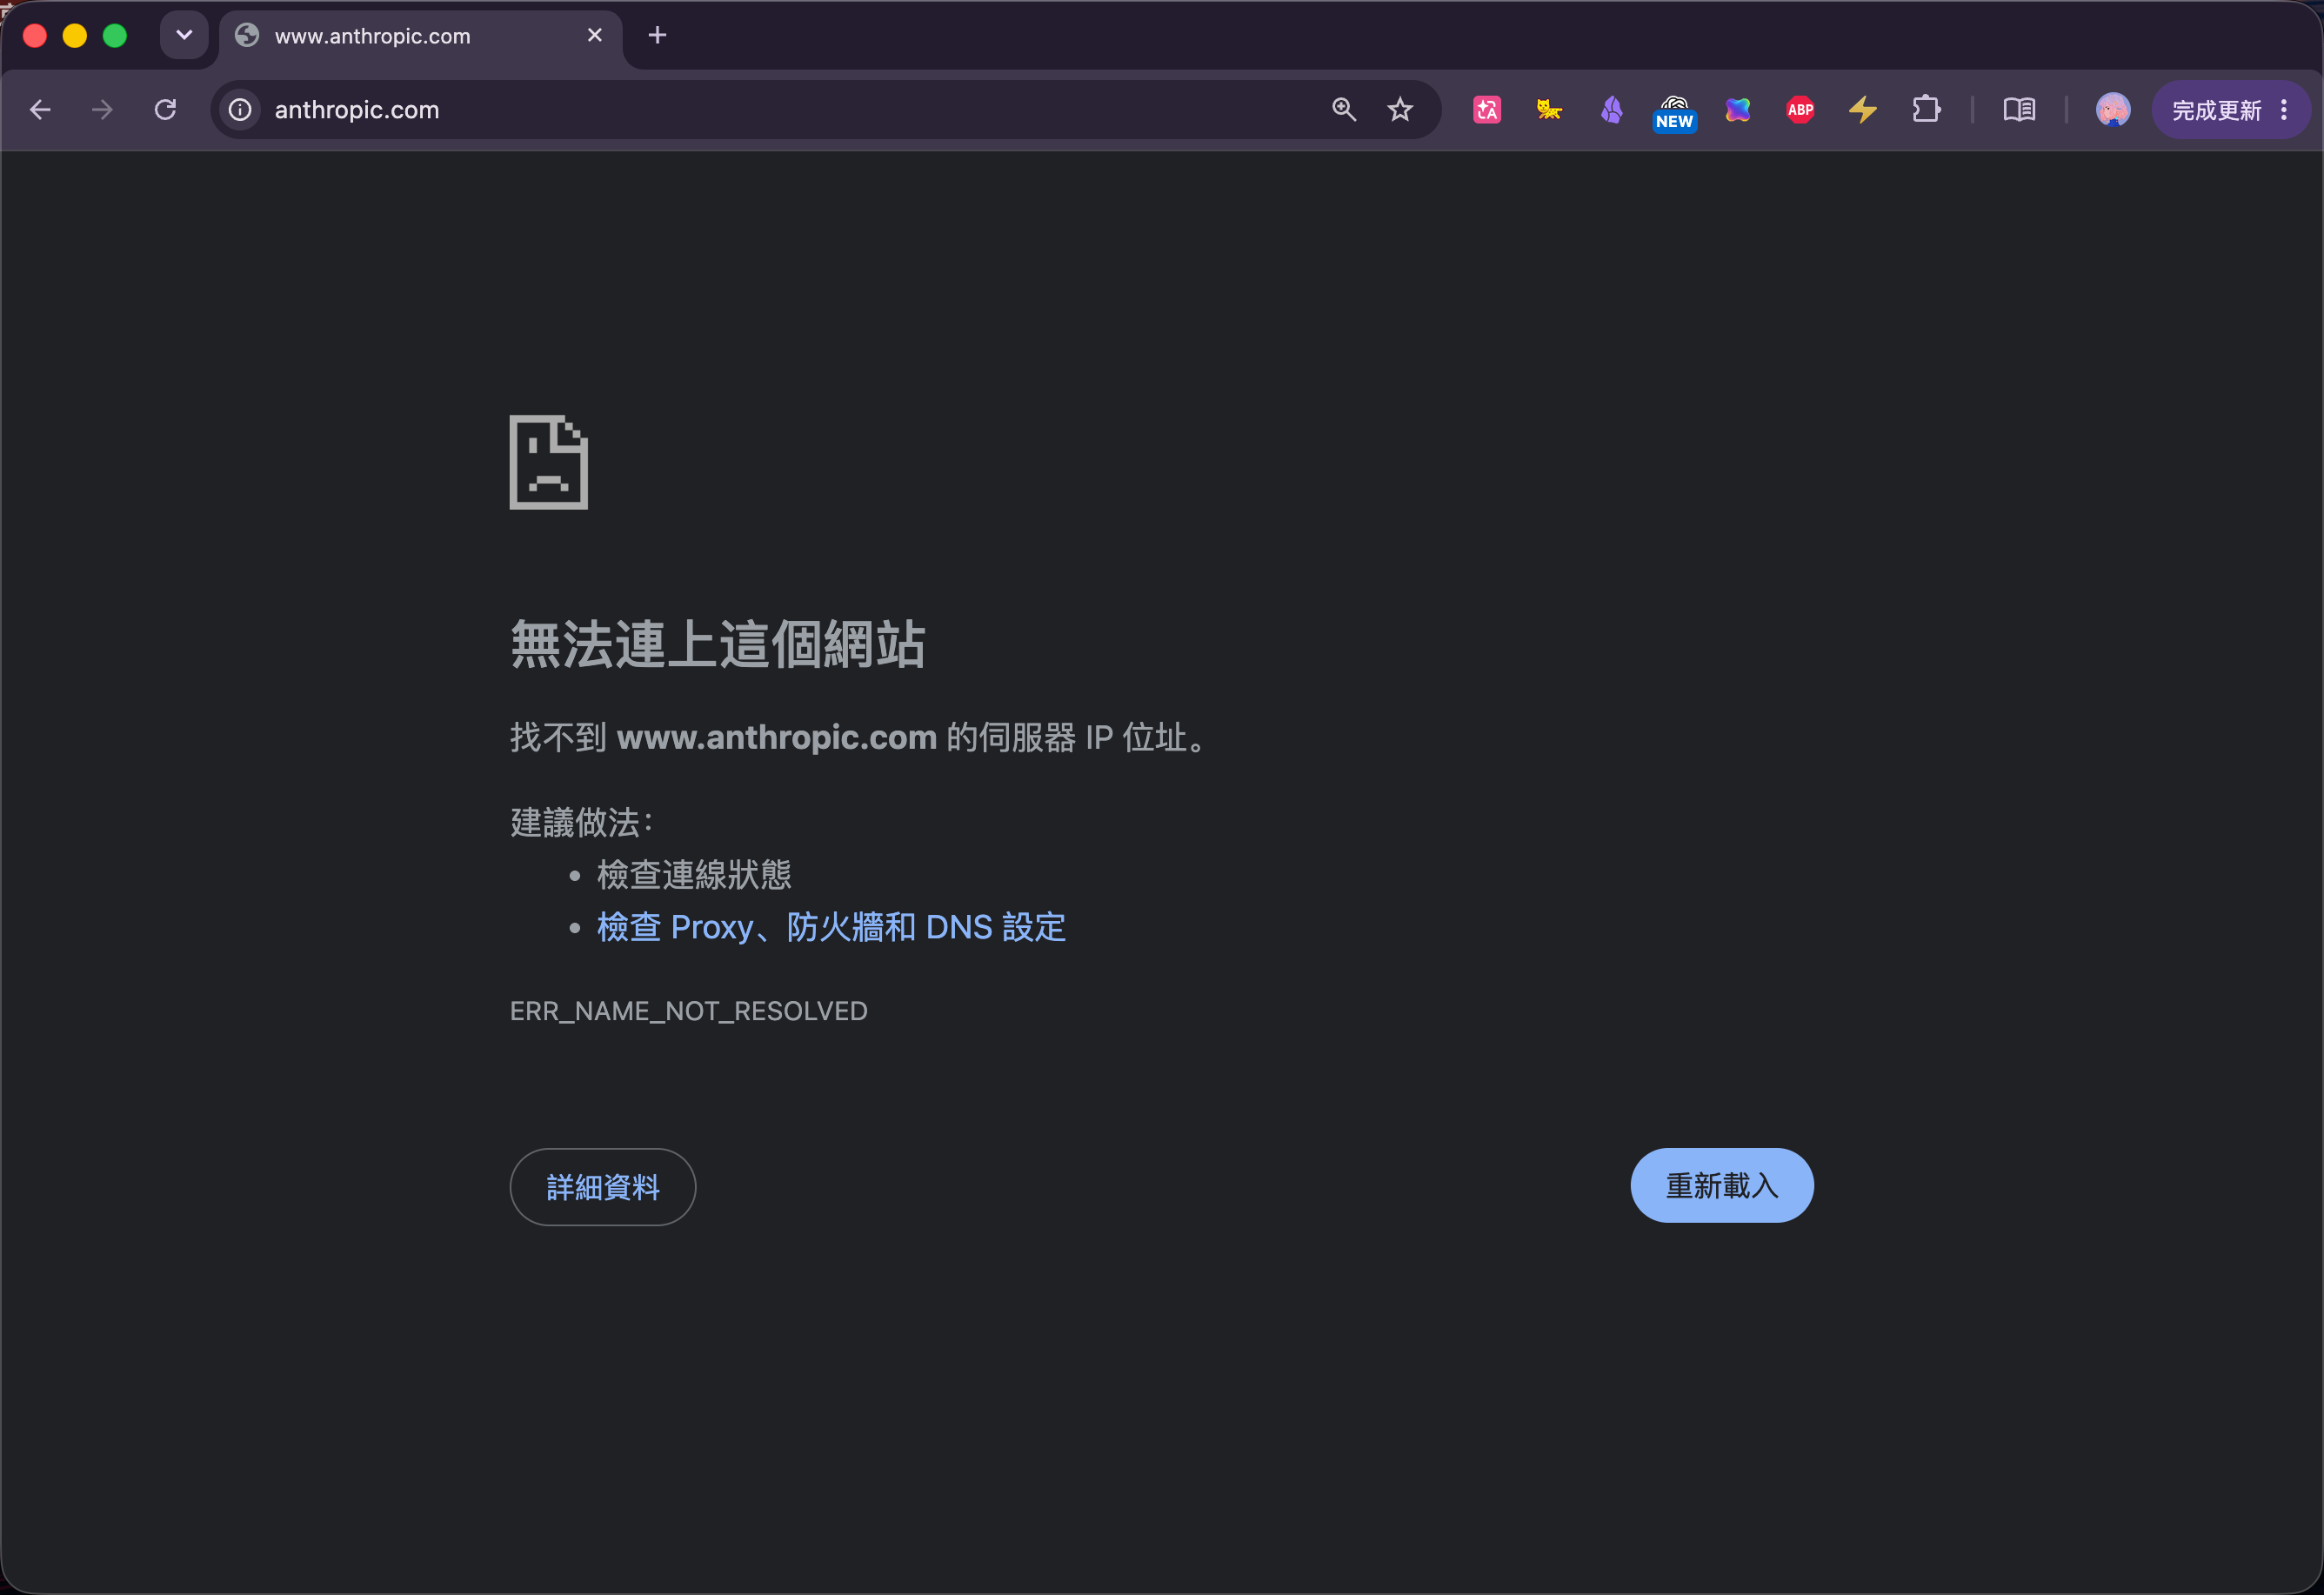 www.anthropic.com
anthropic.com
NEW
ABP
完成更新
無法連上這個網站
找不到 www.anthropic.com 的伺服器 IP 位址。
建議做法：
檢查連線狀態
檢查 Proxy、防火牆和 DNS 設定
ERR_NAME_NOT_RESOLVED
詳細資料
重新載入